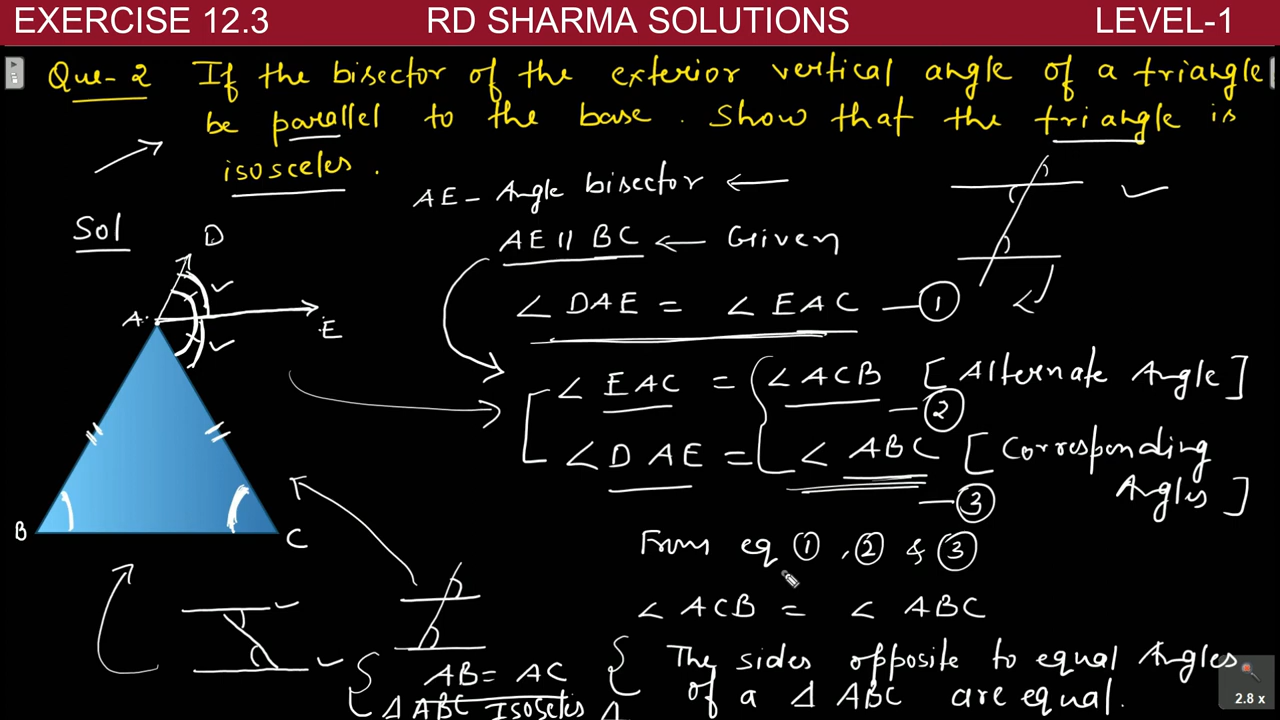 EXERCISE 12.3 RD SHARMA SOLUTIONS LEVEL-1
Que-2 If the bisector of the exterior vertical angle of a triangle
be parallel to the base. Show that the triangle is
isosceles.
AE - Angle bisector ←
Sol
AE || BC ← Given
D
∠DAE = ∠EAC —①
A
E
∠EAC = ∠ACB [Alternate Angle]
—②
∠DAE = ∠ABC [Corresponding
Angles]
—③
B
C
From eq ①, ② & ③
∠ACB = ∠ABC
AB = AC
The sides opposite to equal Angles
of a Δ ABC are equal.
Δ ABC Isosceles Δ
2.8 x